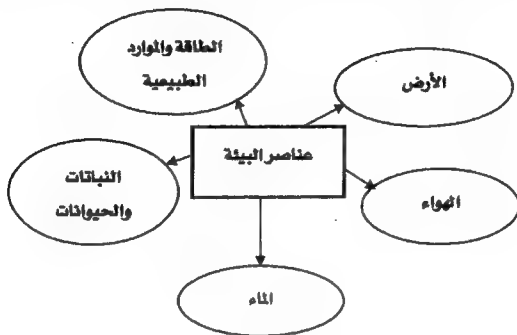 الطاقة والموارد
الطبيعية
الأرض
عناصر البيئة
النباتات
والحيوانات
الهواء
الماء